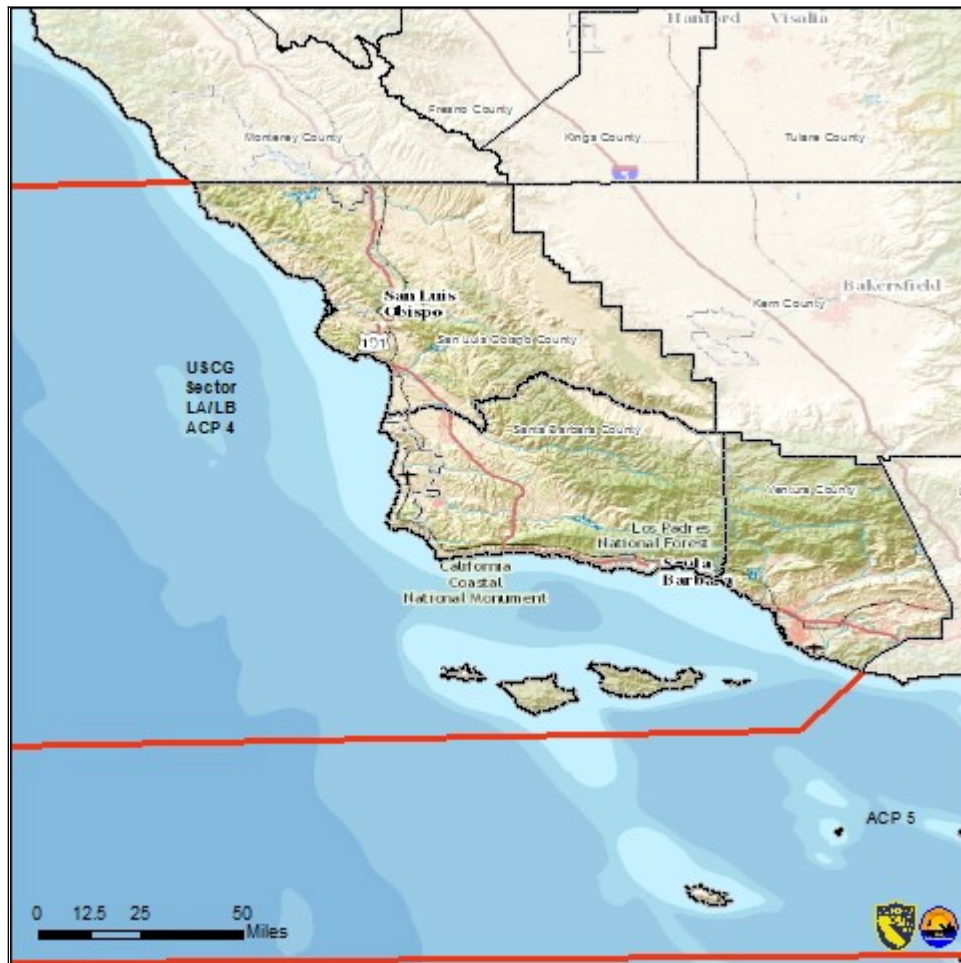 Hanford Visalia
Fresno County
Monterey County
Kings County
Tulare County
Bakersfield
Kern County
San Luis
Obispo
San Luis Obispo County
101
USCG
Sector
LA/LB
ACP 4
Santa Barbara County
Ventura County
Los Padres
National Forest
Santa
Barbara
California
Coastal
National Monument
ACP 5
0 12.5 25 50
Miles